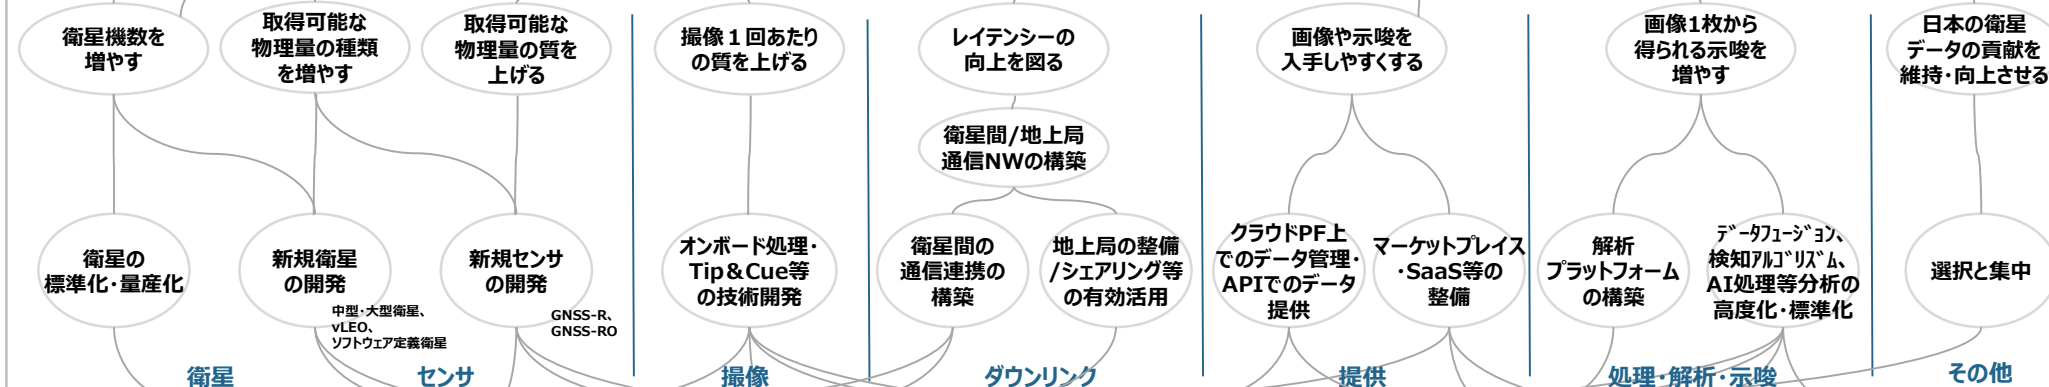 衛星機数を
増やす
取得可能な
物理量の種類
を増やす
取得可能な
物理量の質を
上げる
撮像１回あたり
の質を上げる
レイテンシーの
向上を図る
画像や示唆を
入手しやすくする
画像1枚から
得られる示唆を
増やす
日本の衛星
データの貢献を
維持・向上させる
衛星間/地上局
通信NWの構築
衛星の
標準化・量産化
新規衛星
の開発
中型・大型衛星、
vLEO、
ソフトウェア定義衛星
新規センサ
の開発
GNSS-R、
GNSS-RO
オンボード処理・
Tip&Cue等
の技術開発
衛星間の
通信連携の
構築
地上局の整備
/シェアリング等
の有効活用
クラウドPF上
でのデータ管理・
APIでのデータ
提供
マーケットプレイス
・SaaS等の
整備
解析
プラットフォーム
の構築
ﾃﾞｰﾀﾌｭｰｼﾞｮﾝ、
検知ｱﾙｺﾞﾘｽﾞﾑ、
AI処理等分析の
高度化・標準化
選択と集中
衛星
センサ
撮像
ダウンリンク
提供
処理・解析・示唆
その他